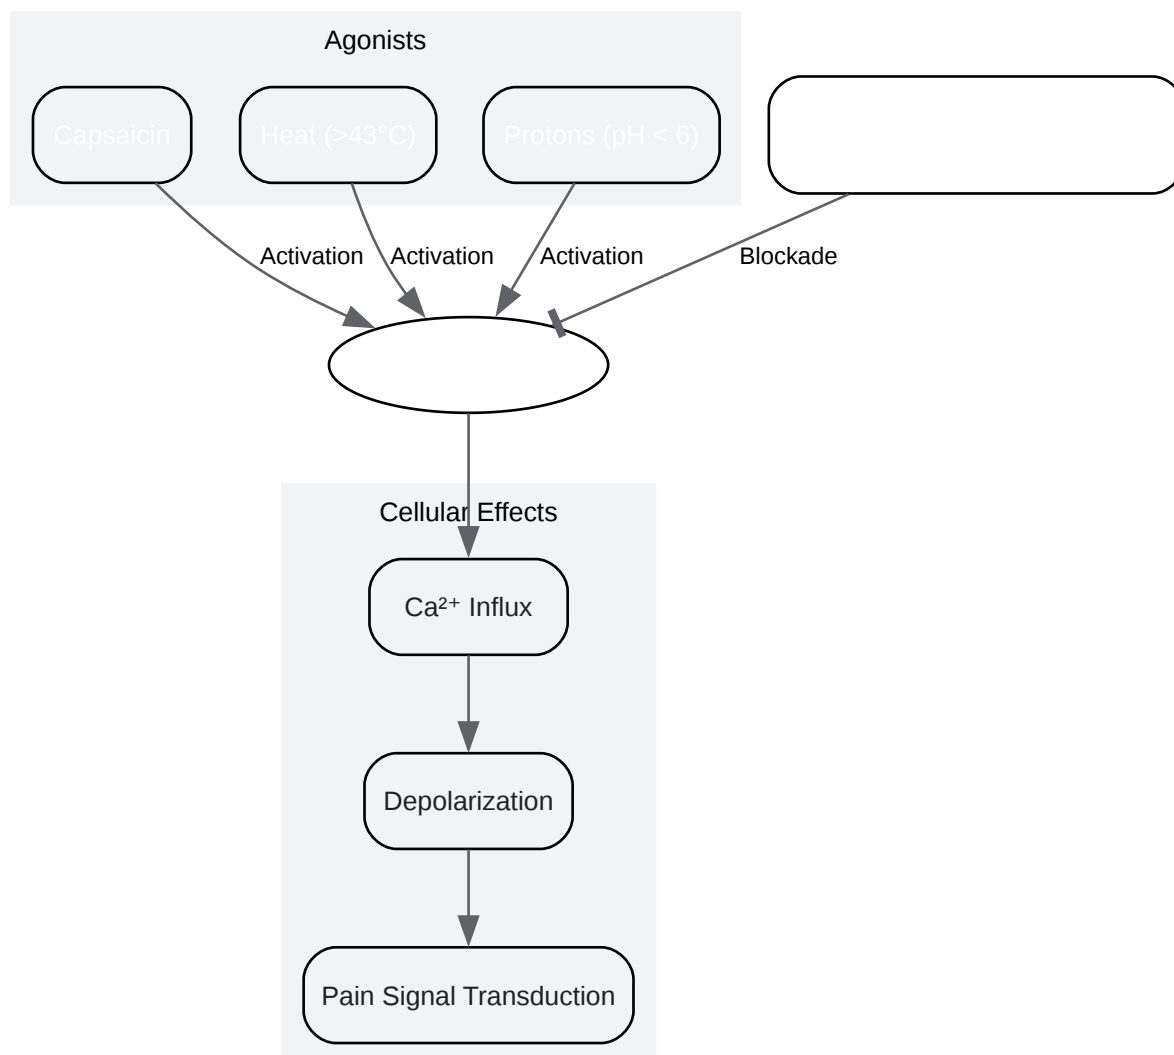 Agonists
Capsaicin
Heat (>43°C)
Protons (pH < 6)
Activation
Activation
Activation
Blockade
Cellular Effects
Ca²⁺ Influx
Depolarization
Pain Signal Transduction